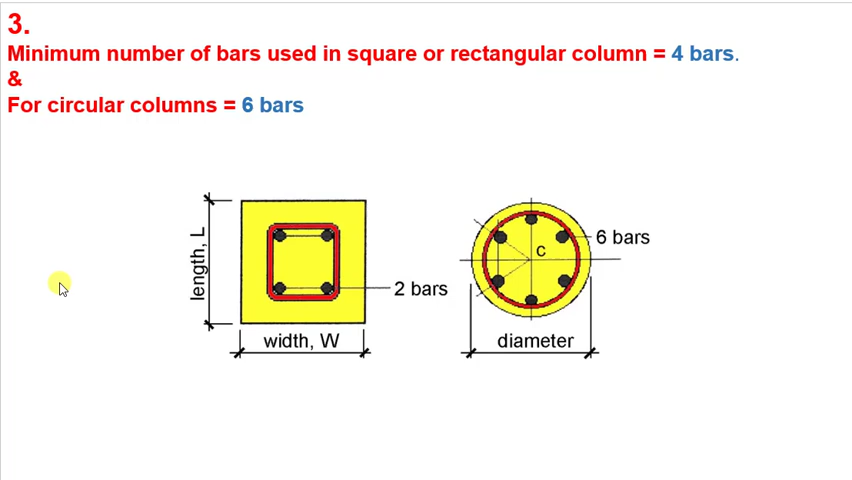 3.
Minimum number of bars used in square or rectangular column = 4 bars.
&
For circular columns = 6 bars
length, L
width, W
2 bars
c
6 bars
diameter